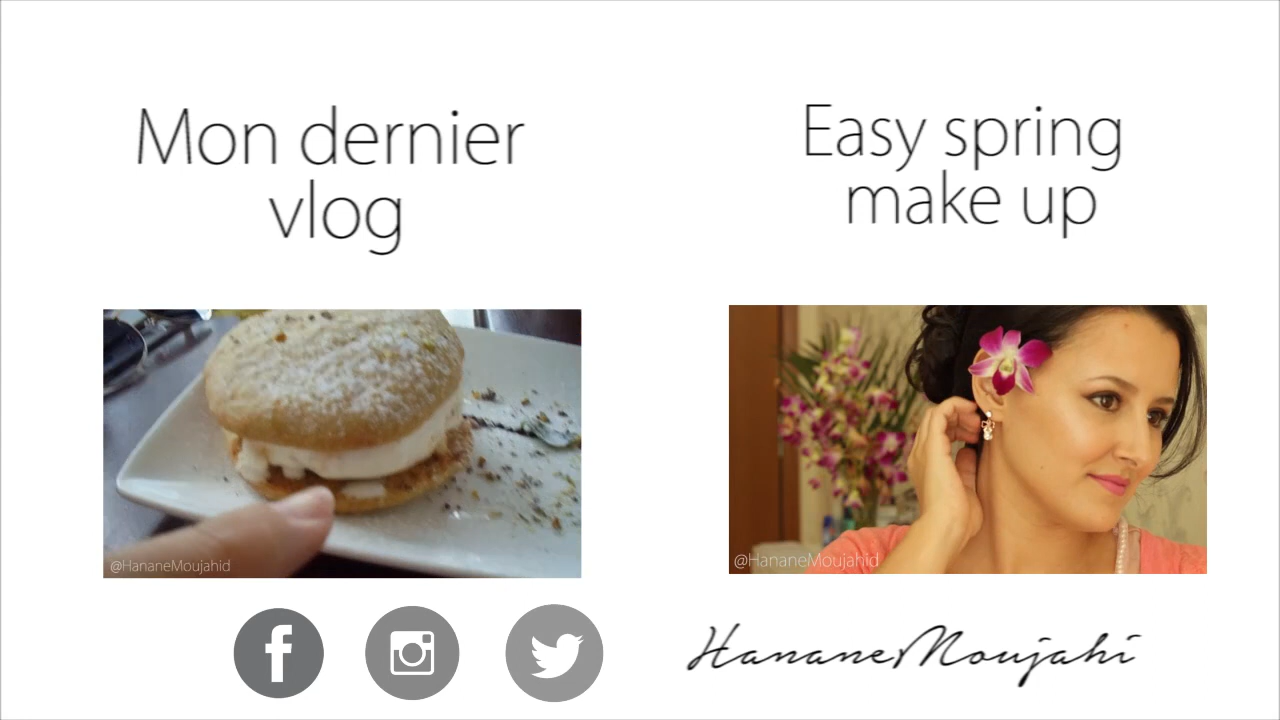 Mon dernier
vlog
Easy spring
make up
@HananeMoujahid
@HananeMoujahid
HananeMoujahi